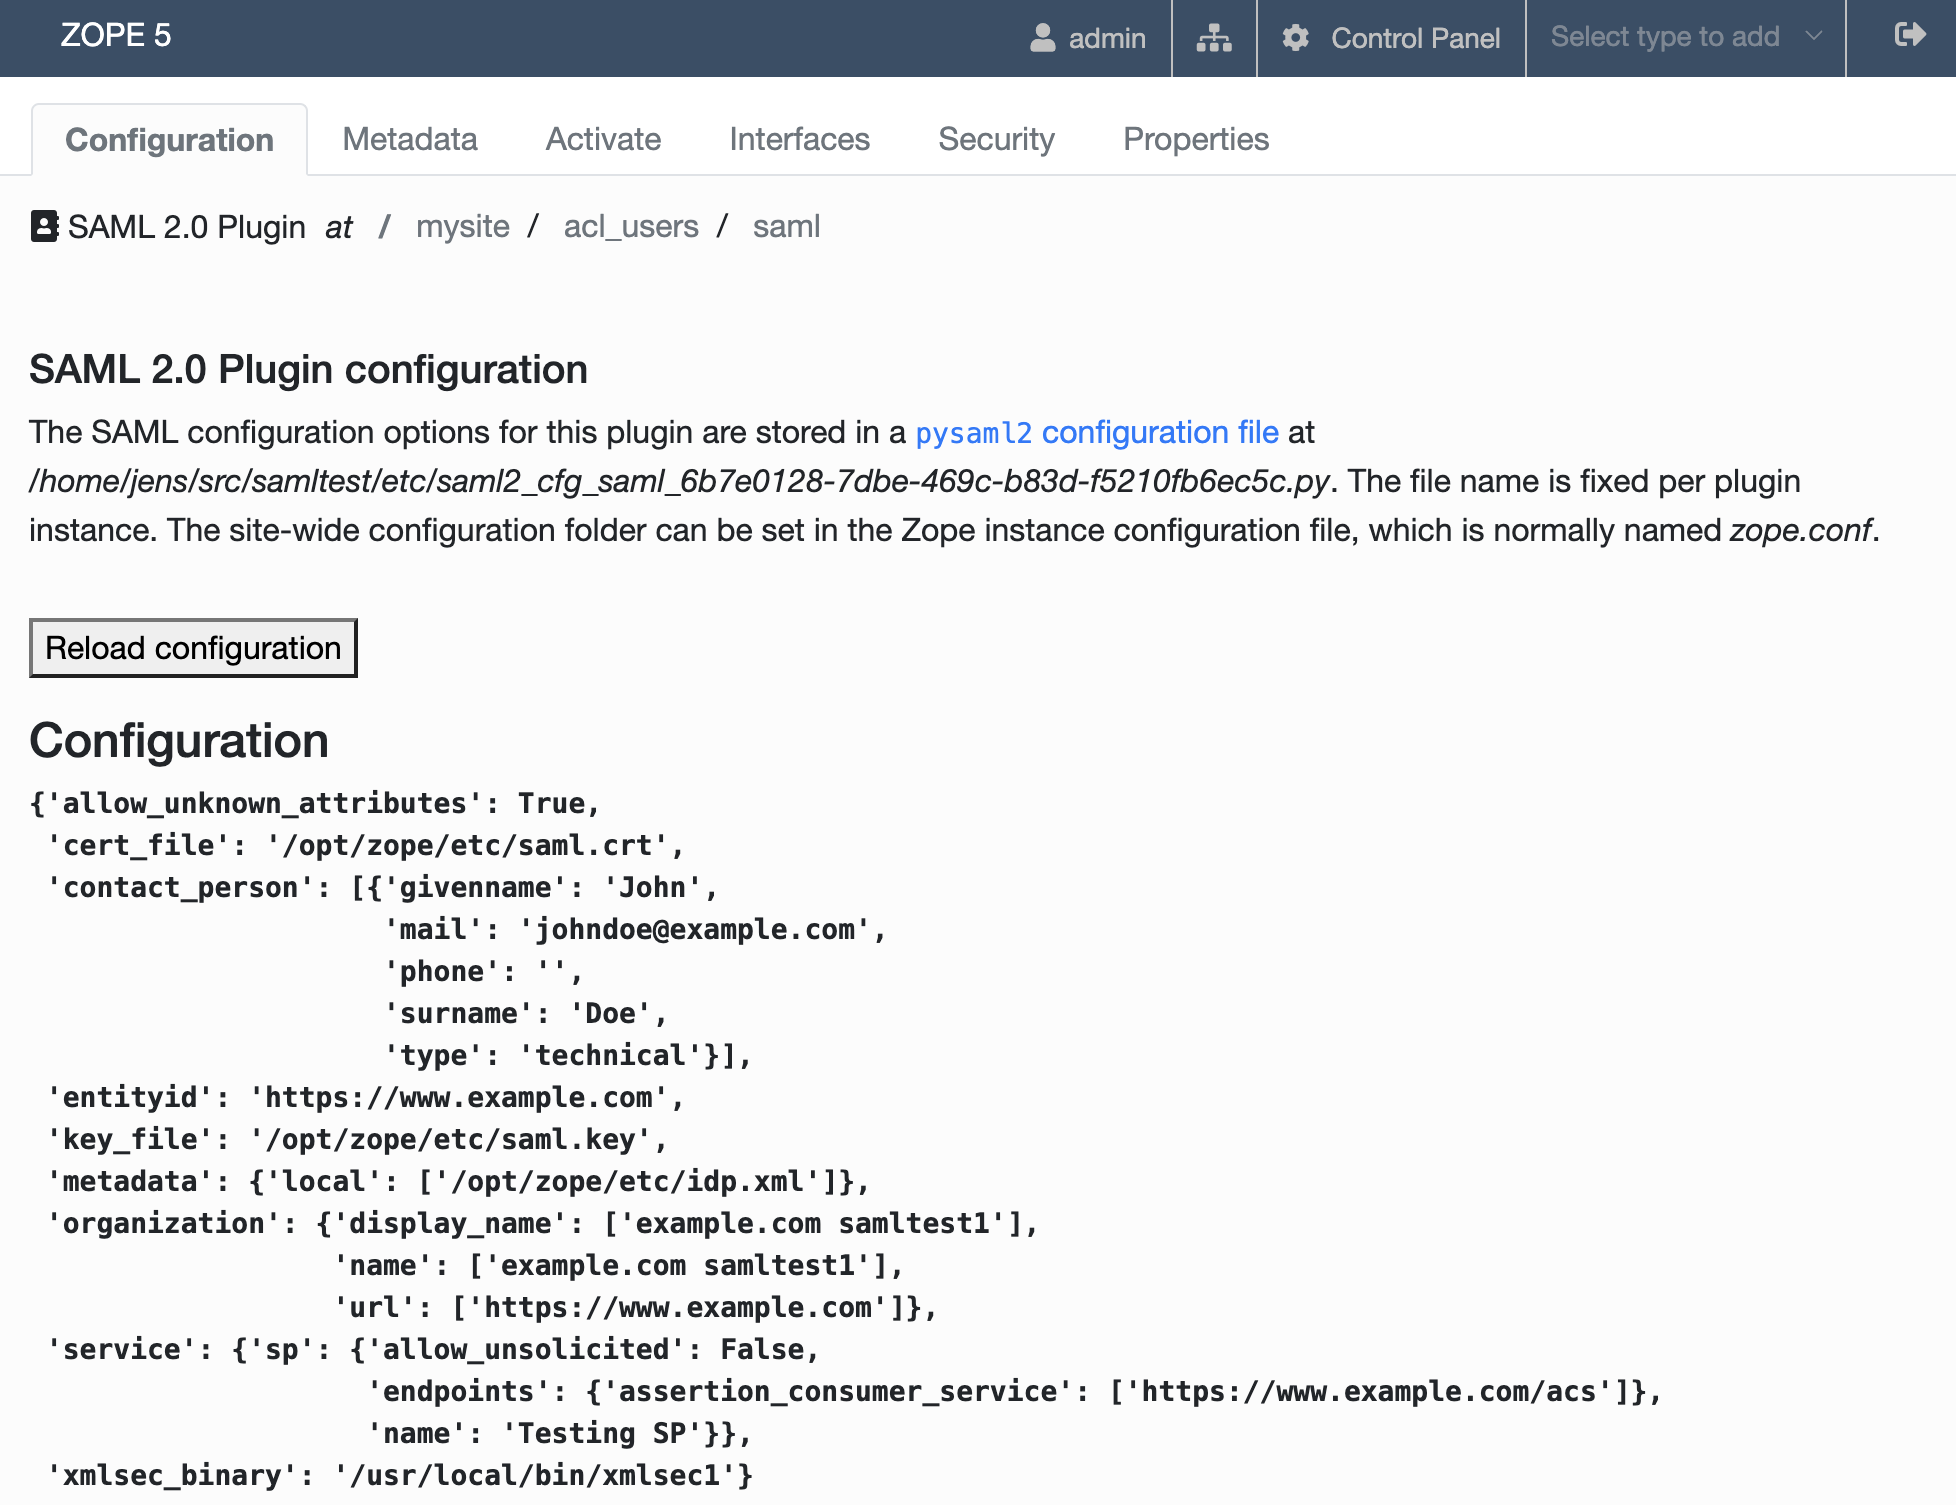 ZOPE 5 admin Control Panel Select type to add
Configuration Metadata Activate Interfaces Security Properties
SAML 2.0 Plugin at / mysite / acl_users / saml
SAML 2.0 Plugin configuration
The SAML configuration options for this plugin are stored in a pysaml2 configuration file at
/home/jens/src/samltest/etc/saml2_cfg_saml_6b7e0128-7dbe-469c-b83d-f5210fb6ec5c.py. The file name is fixed per plugin
instance. The site-wide configuration folder can be set in the Zope instance configuration file, which is normally named zope.conf.
Reload configuration
Configuration
{'allow_unknown_attributes': True,
 'cert_file': '/opt/zope/etc/saml.crt',
 'contact_person': [{'givenname': 'John',
                     'mail': 'johndoe@example.com',
                     'phone': '',
                     'surname': 'Doe',
                     'type': 'technical'}],
 'entityid': 'https://www.example.com',
 'key_file': '/opt/zope/etc/saml.key',
 'metadata': {'local': ['/opt/zope/etc/idp.xml']},
 'organization': {'display_name': ['example.com samltest1'],
                  'name': ['example.com samltest1'],
                  'url': ['https://www.example.com']},
 'service': {'sp': {'allow_unsolicited': False,
                    'endpoints': {'assertion_consumer_service': ['https://www.example.com/acs']},
                    'name': 'Testing SP'}},
 'xmlsec_binary': '/usr/local/bin/xmlsec1'}